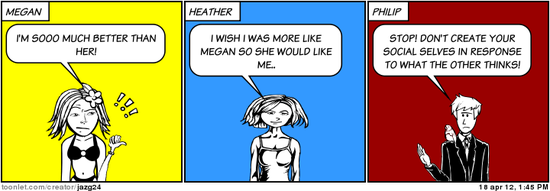 MEGAN
I'M SOOO MUCH BETTER THAN
HER!
HEATHER
I WISH I WAS MORE LIKE
MEGAN SO SHE WOULD LIKE
ME..
PHILIP
STOP! DON'T CREATE YOUR
SOCIAL SELVES IN RESPONSE
TO WHAT THE OTHER THINKS!
!!!
toonlet.com/creator/jazg24
18 apr 12, 1:45 PM